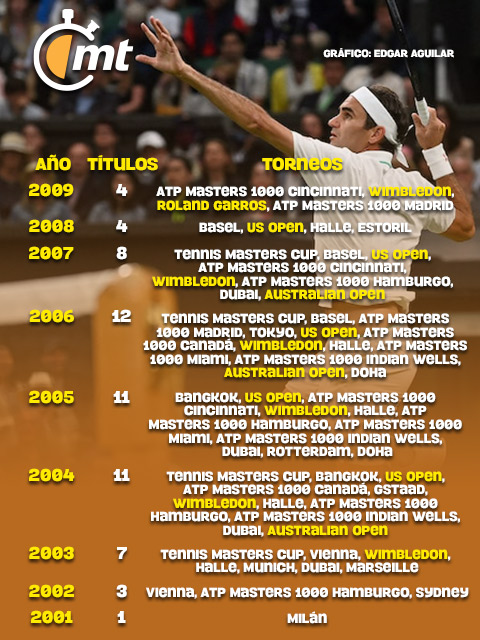 mt
GRÁFICO: EDGAR AGUILAR
AÑO TÍTULOS TORNEOS
2009 4 ATP MASTERS 1000 CINCINNATI, WIMBLEDON,
ROLAND GARROS, ATP MASTERS 1000 MADRID
2008 4 BASEL, US OPEN, HALLE, ESTORIL
2007 8 TENNIS MASTERS CUP, BASEL, US OPEN,
ATP MASTERS 1000 CINCINNATI,
WIMBLEDON, ATP MASTERS 1000 HAMBURGO,
DUBAI, AUSTRALIAN OPEN
2006 12 TENNIS MASTERS CUP, BASEL, ATP MASTERS
1000 MADRID, TOKYO, US OPEN, ATP MASTERS
1000 CANADÁ, WIMBLEDON, HALLE, ATP MASTERS
1000 MIAMI, ATP MASTERS 1000 INDIAN WELLS,
AUSTRALIAN OPEN, DOHA
2005 11 BANGKOK, US OPEN, ATP MASTERS 1000
CINCINNATI, WIMBLEDON, HALLE, ATP
MASTERS 1000 HAMBURGO, ATP MASTERS 1000
MIAMI, ATP MASTERS 1000 INDIAN WELLS,
DUBAI, ROTTERDAM, DOHA
2004 11 TENNIS MASTERS CUP, BANGKOK, US OPEN,
ATP MASTERS 1000 CANADÁ, GSTAAD,
WIMBLEDON, HALLE, ATP MASTERS 1000
HAMBURGO, ATP MASTERS 1000 INDIAN WELLS,
DUBAI, AUSTRALIAN OPEN
2003 7 TENNIS MASTERS CUP, VIENNA, WIMBLEDON,
HALLE, MUNICH, DUBAI, MARSEILLE
2002 3 VIENNA, ATP MASTERS 1000 HAMBURGO, SYDNEY
2001 1 MILÁN